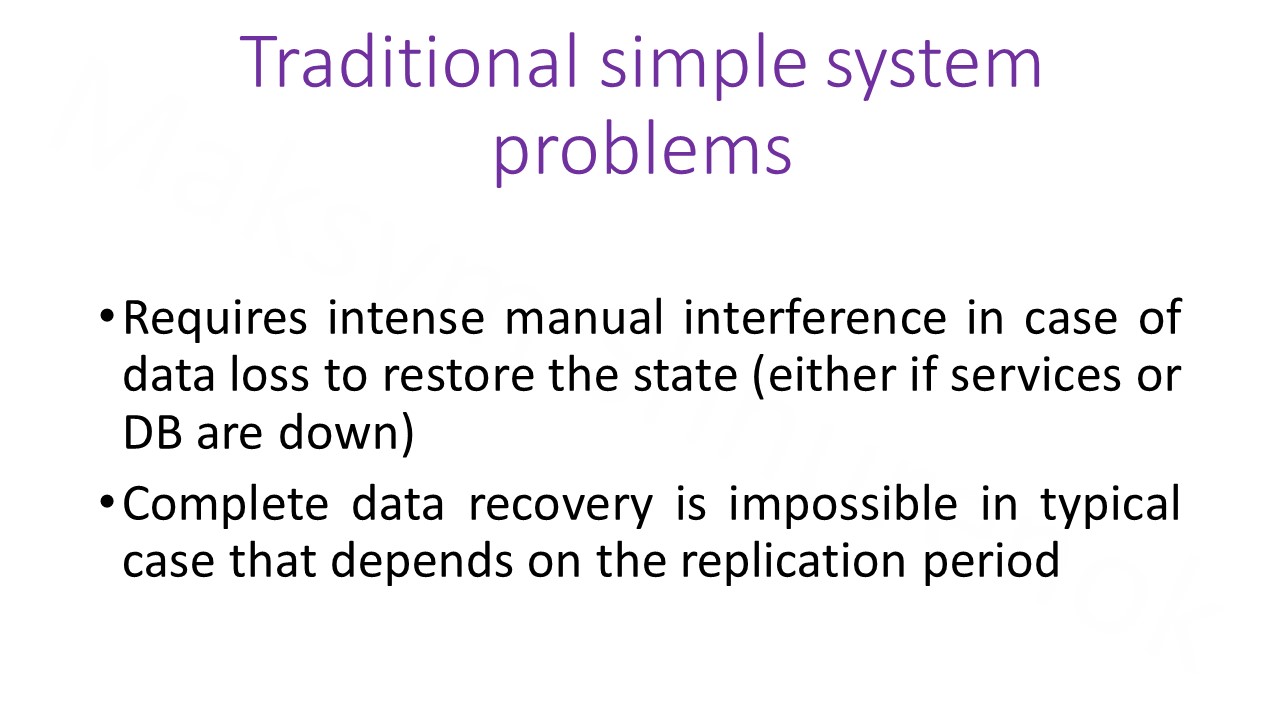 Traditional simple system
problems
•Requires intense manual interference in case of
data loss to restore the state (either if services or
DB are down)
•Complete data recovery is impossible in typical
case that depends on the replication period